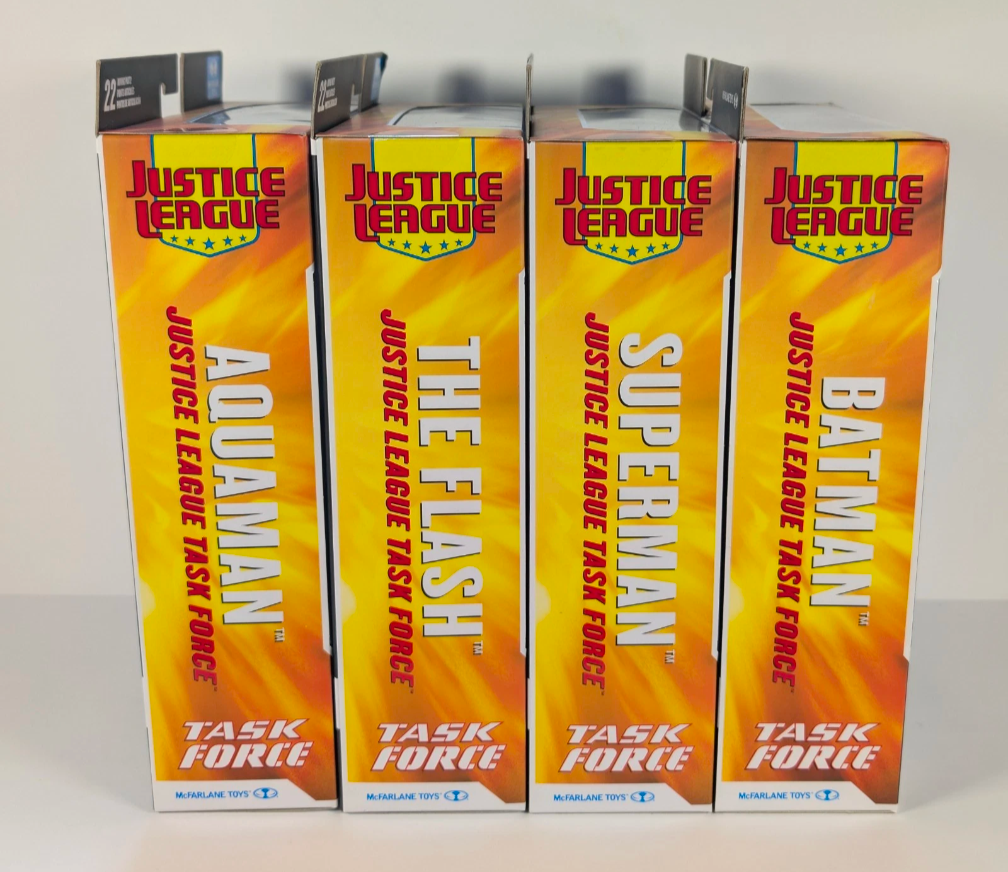 22
JUSTICE
LEAGUE
AQUAMAN™
JUSTICE LEAGUE TASK FORCE™
TASK
FORCE
McFARLANE TOYS
22
JUSTICE
LEAGUE
THE FLASH™
JUSTICE LEAGUE TASK FORCE™
TASK
FORCE
McFARLANE TOYS
JUSTICE
LEAGUE
SUPERMAN™
JUSTICE LEAGUE TASK FORCE™
TASK
FORCE
McFARLANE TOYS
JUSTICE
LEAGUE
BATMAN™
JUSTICE LEAGUE TASK FORCE™
TASK
FORCE
McFARLANE TOYS